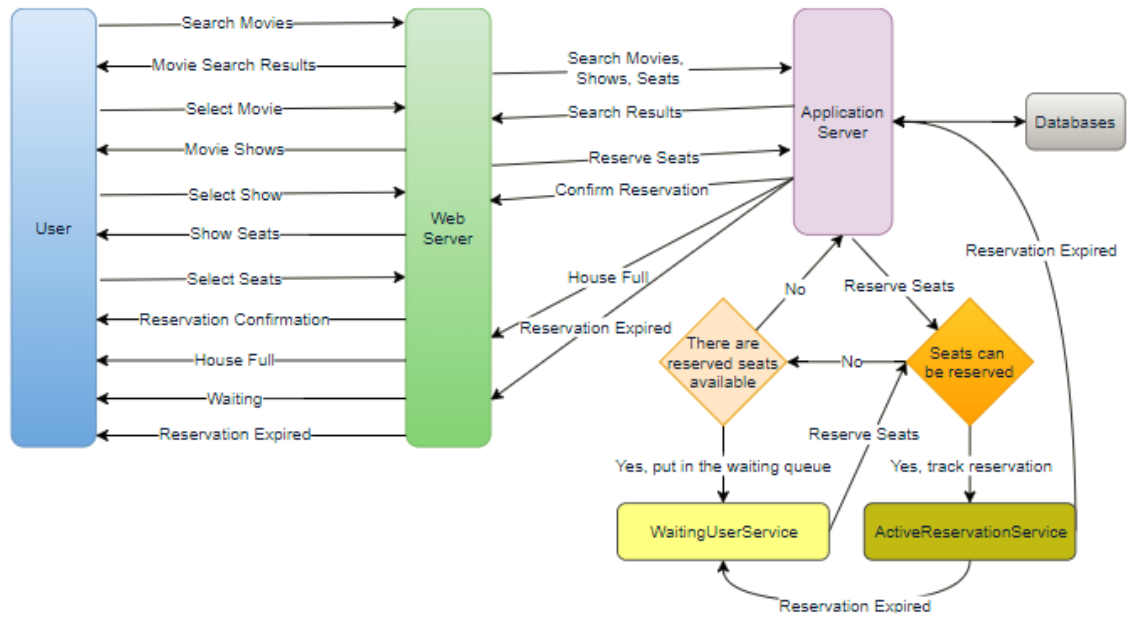 Search Movies
Movie Search Results
Select Movie
Movie Shows
Select Show
Show Seats
Select Seats
Reservation Confirmation
House Full
Waiting
Reservation Expired
User
Web
Server
Search Movies,
Shows, Seats
Search Results
Reserve Seats
Confirm Reservation
House Full
Reservation Expired
Application
Server
Databases
Reservation Expired
No
Reserve Seats
There are
reserved seats
available
No
Seats can
be reserved
Reserve Seats
Yes, put in the waiting queue
Yes, track reservation
WaitingUserService
ActiveReservationService
Reservation Expired